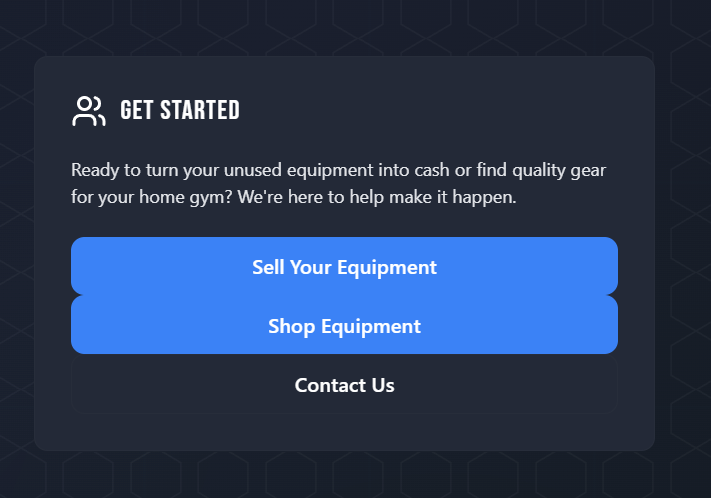 GET STARTED
Ready to turn your unused equipment into cash or find quality gear
for your home gym? We're here to help make it happen.
Sell Your Equipment
Shop Equipment
Contact Us